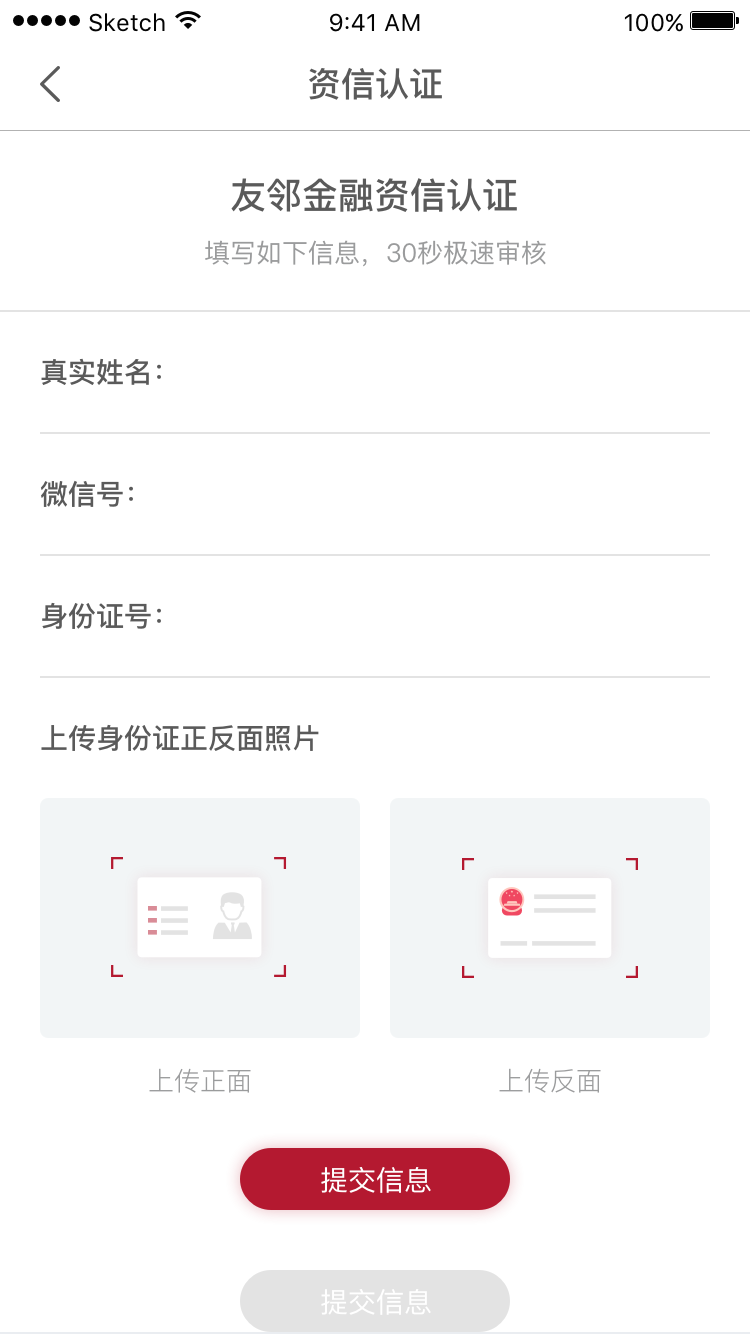 Sketch 9:41 AM 100%
资信认证
友邻金融资信认证
填写如下信息，30秒极速审核
真实姓名：
微信号：
身份证号：
上传身份证正反面照片
上传正面 上传反面
提交信息
提交信息